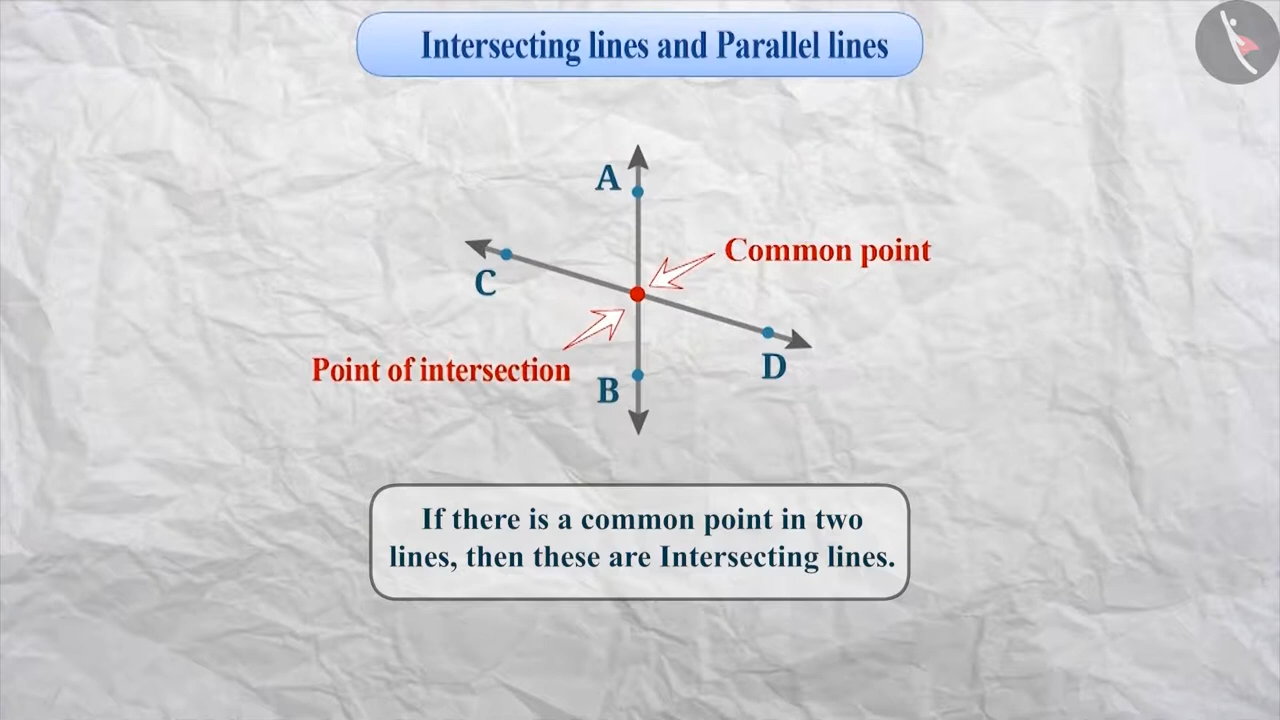 Intersecting lines and Parallel lines
A
Common point
C
Point of intersection
B
D
If there is a common point in two
lines, then these are Intersecting lines.